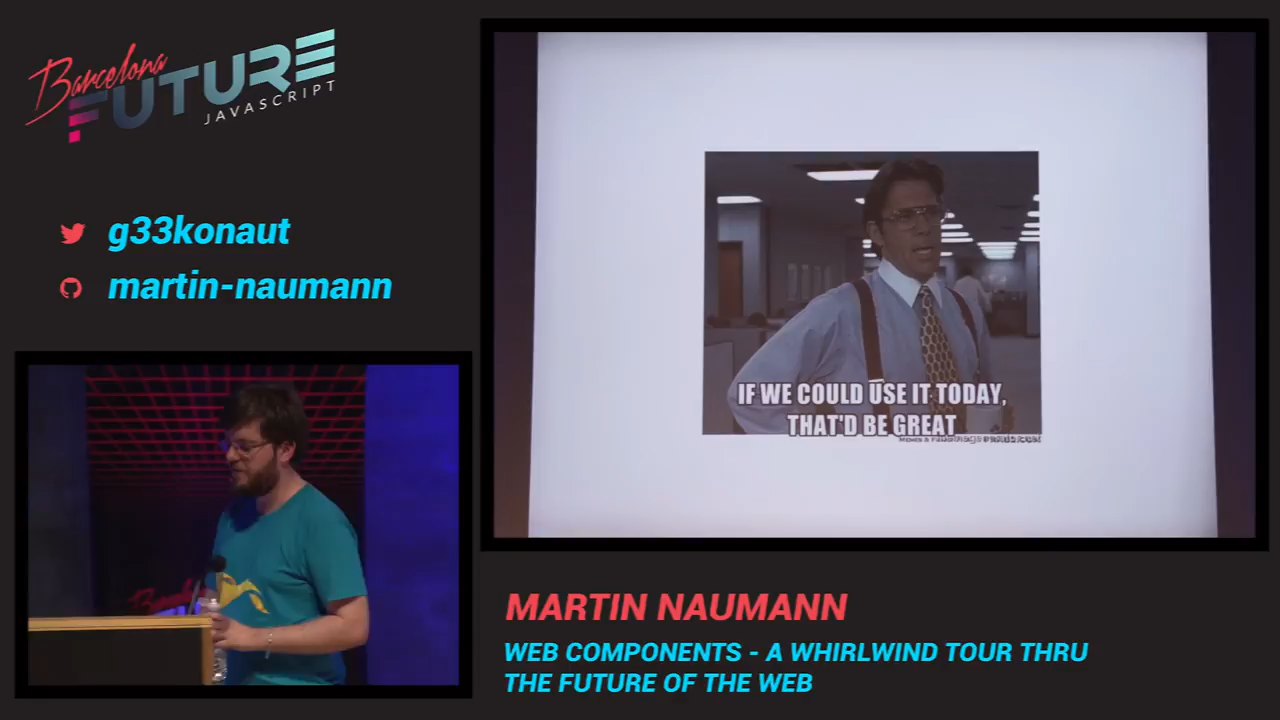 Barcelona
FUTURE
JAVASCRIPT
g33konaut
martin-naumann
IF WE COULD USE IT TODAY,
THAT'D BE GREAT
Barcelona
MARTIN NAUMANN
WEB COMPONENTS - A WHIRLWIND TOUR THRU
THE FUTURE OF THE WEB